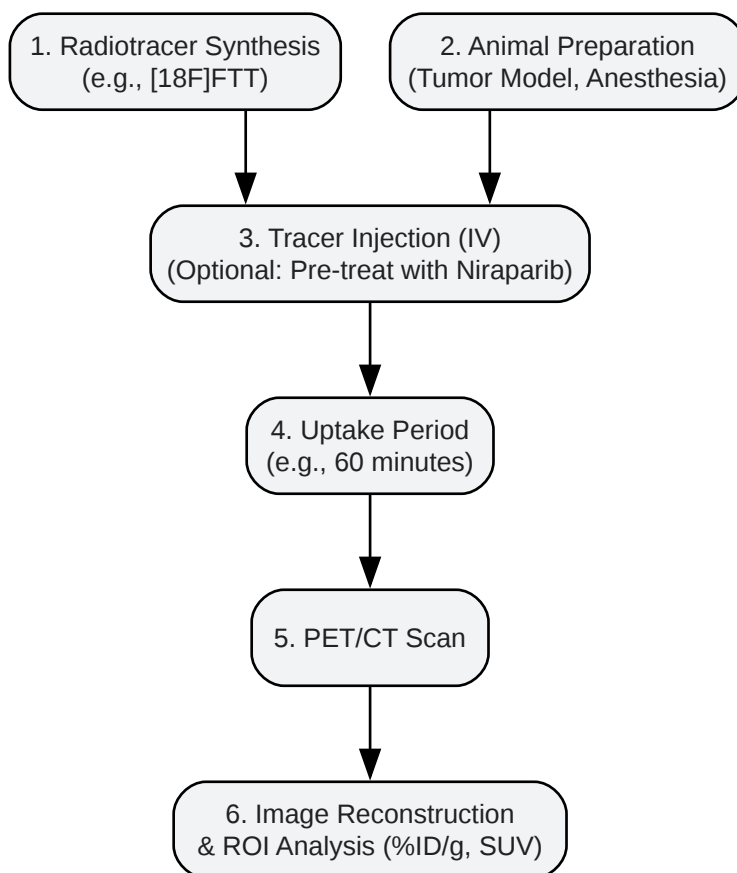 1. Radiotracer Synthesis
(e.g., [18F]FTT)
2. Animal Preparation
(Tumor Model, Anesthesia)
3. Tracer Injection (IV)
(Optional: Pre-treat with Niraparib)
4. Uptake Period
(e.g., 60 minutes)
5. PET/CT Scan
6. Image Reconstruction
& ROI Analysis (%ID/g, SUV)